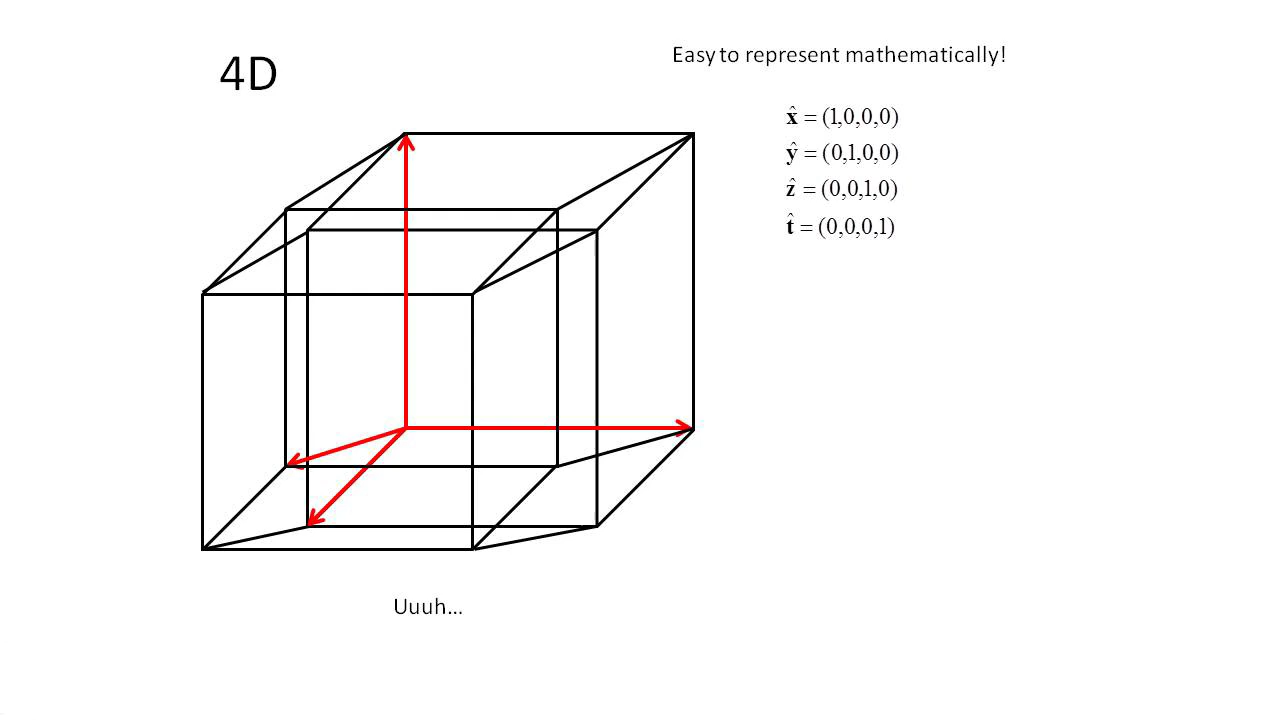 4D
Easy to represent mathematically!
x̂ = (1,0,0,0)
ŷ = (0,1,0,0)
ẑ = (0,0,1,0)
t̂ = (0,0,0,1)
Uuuh...